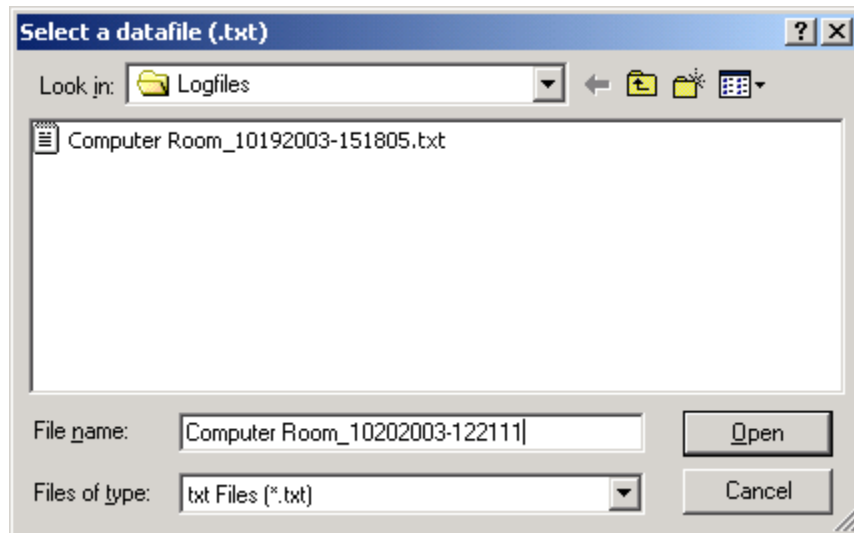 Select a datafile (.txt)
Look in: Logfiles
Computer Room_10192003-151805.txt
File name: Computer Room_10202003-122111 Open
Files of type: txt Files (*.txt) Cancel